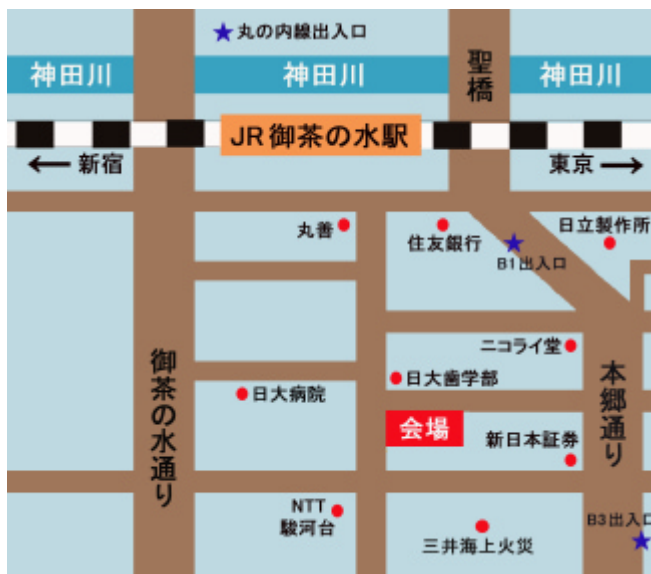 丸の内線出入口
神田川
神田川
聖橋
神田川
JR御茶の水駅
←新宿
東京→
丸善
住友銀行
日立製作所
B1出入口
ニコライ堂
御茶の水通り
日大歯学部
本郷通り
日大病院
会場
新日本証券
NTT
駿河台
B3出入口
三井海上火災